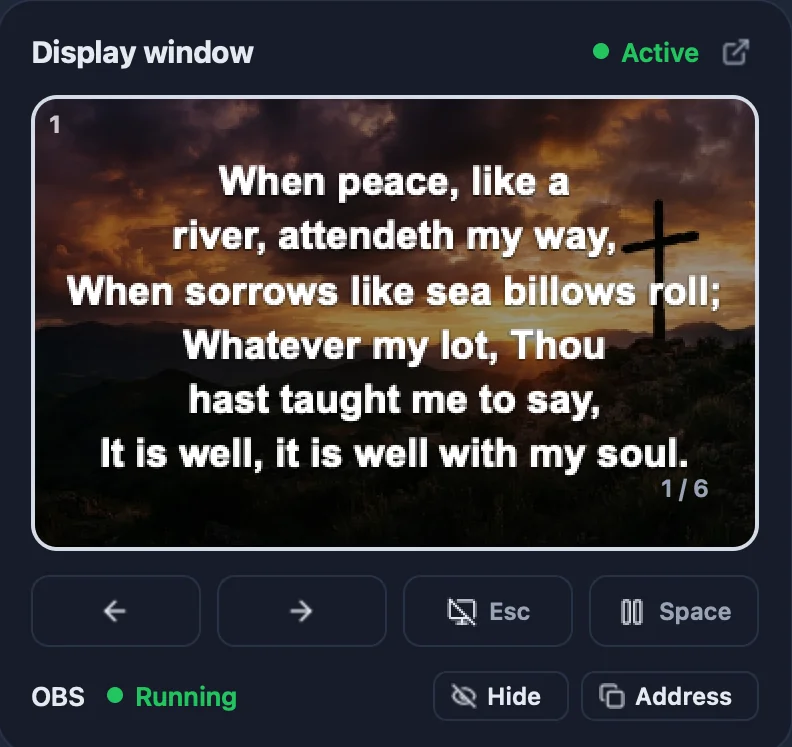 Display window
Active
1
When peace, like a
river, attendeth my way,
When sorrows like sea billows roll;
Whatever my lot, Thou
hast taught me to say,
It is well, it is well with my soul.
1 / 6
Esc
Space
OBS
Running
Hide
Address